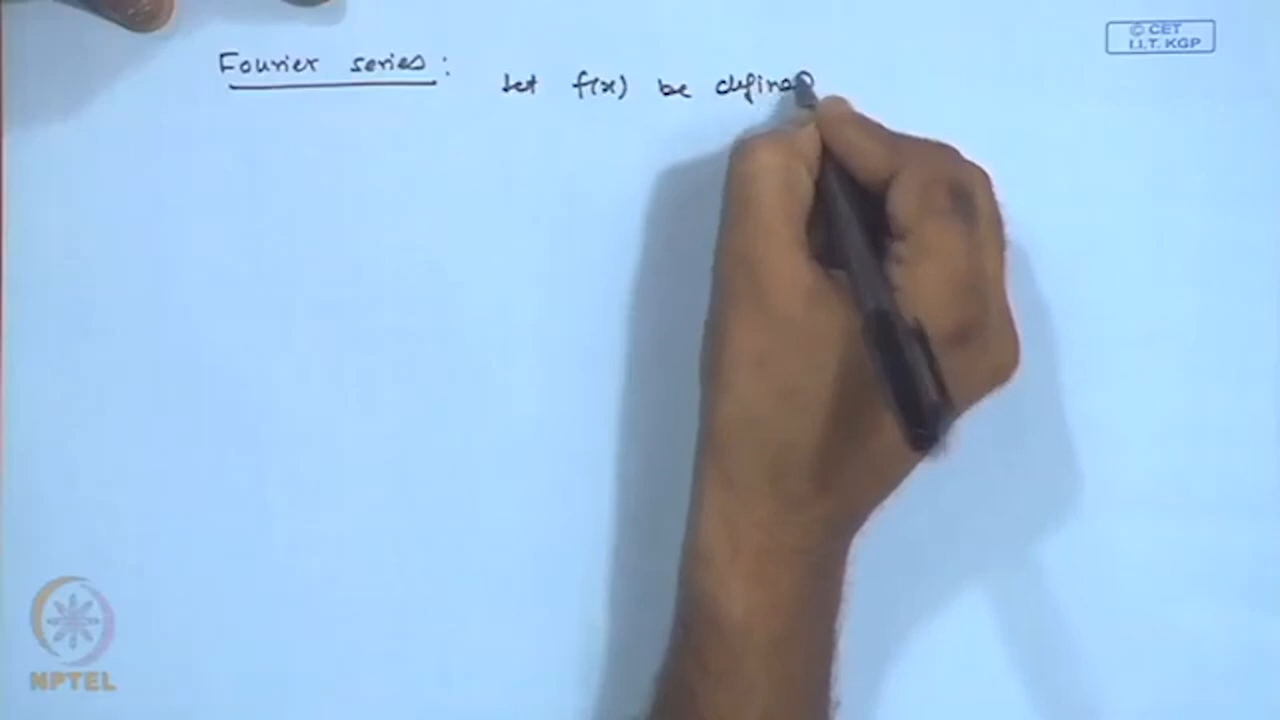 © CET
I.I.T. KGP
Fourier series : Let f(x) be defined
NPTEL